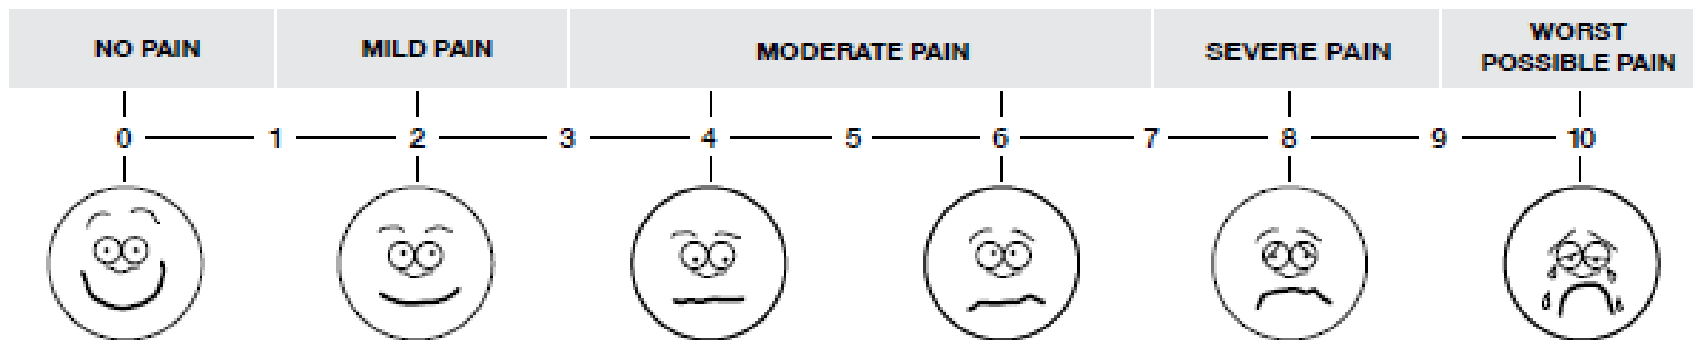 NO PAIN MILD PAIN MODERATE PAIN SEVERE PAIN WORST
POSSIBLE PAIN
0 1 2 3 4 5 6 7 8 9 10